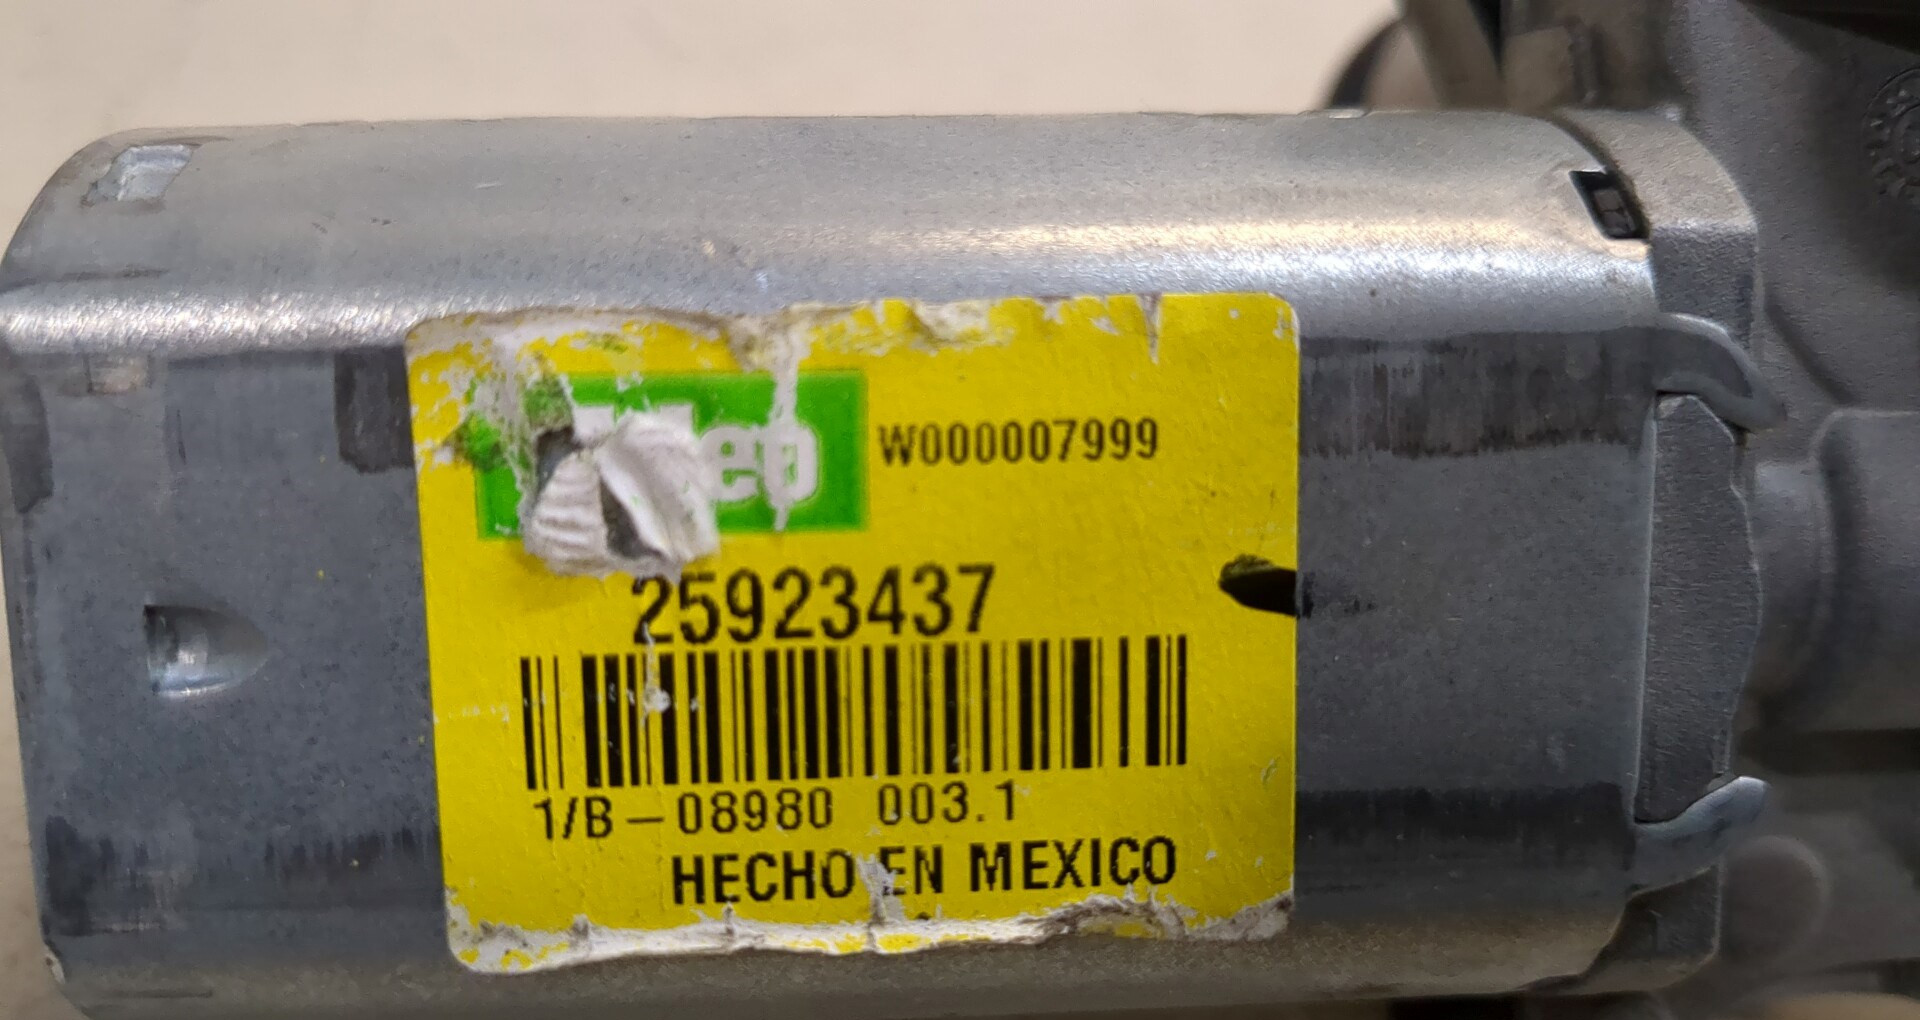 W000007999
25923437
1/B-08980 003.1
HECHO EN MEXICO